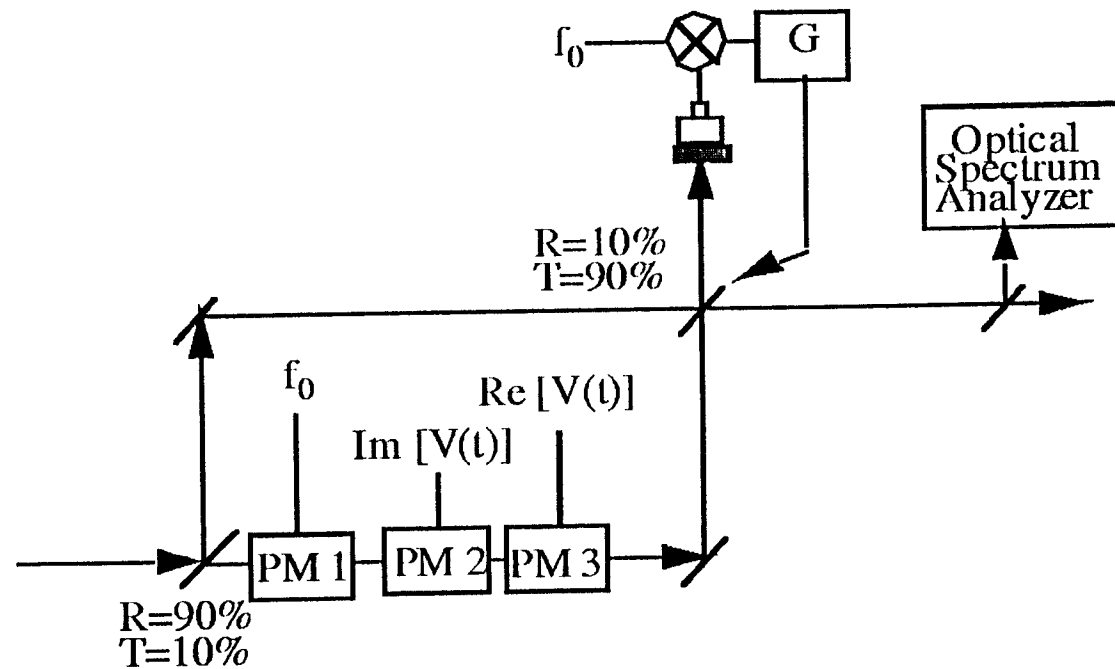 f0
G
Optical
Spectrum
Analyzer
R=10%
T=90%
f0
Re [V(t)]
Im [V(t)]
PM 1
PM 2
PM 3
R=90%
T=10%